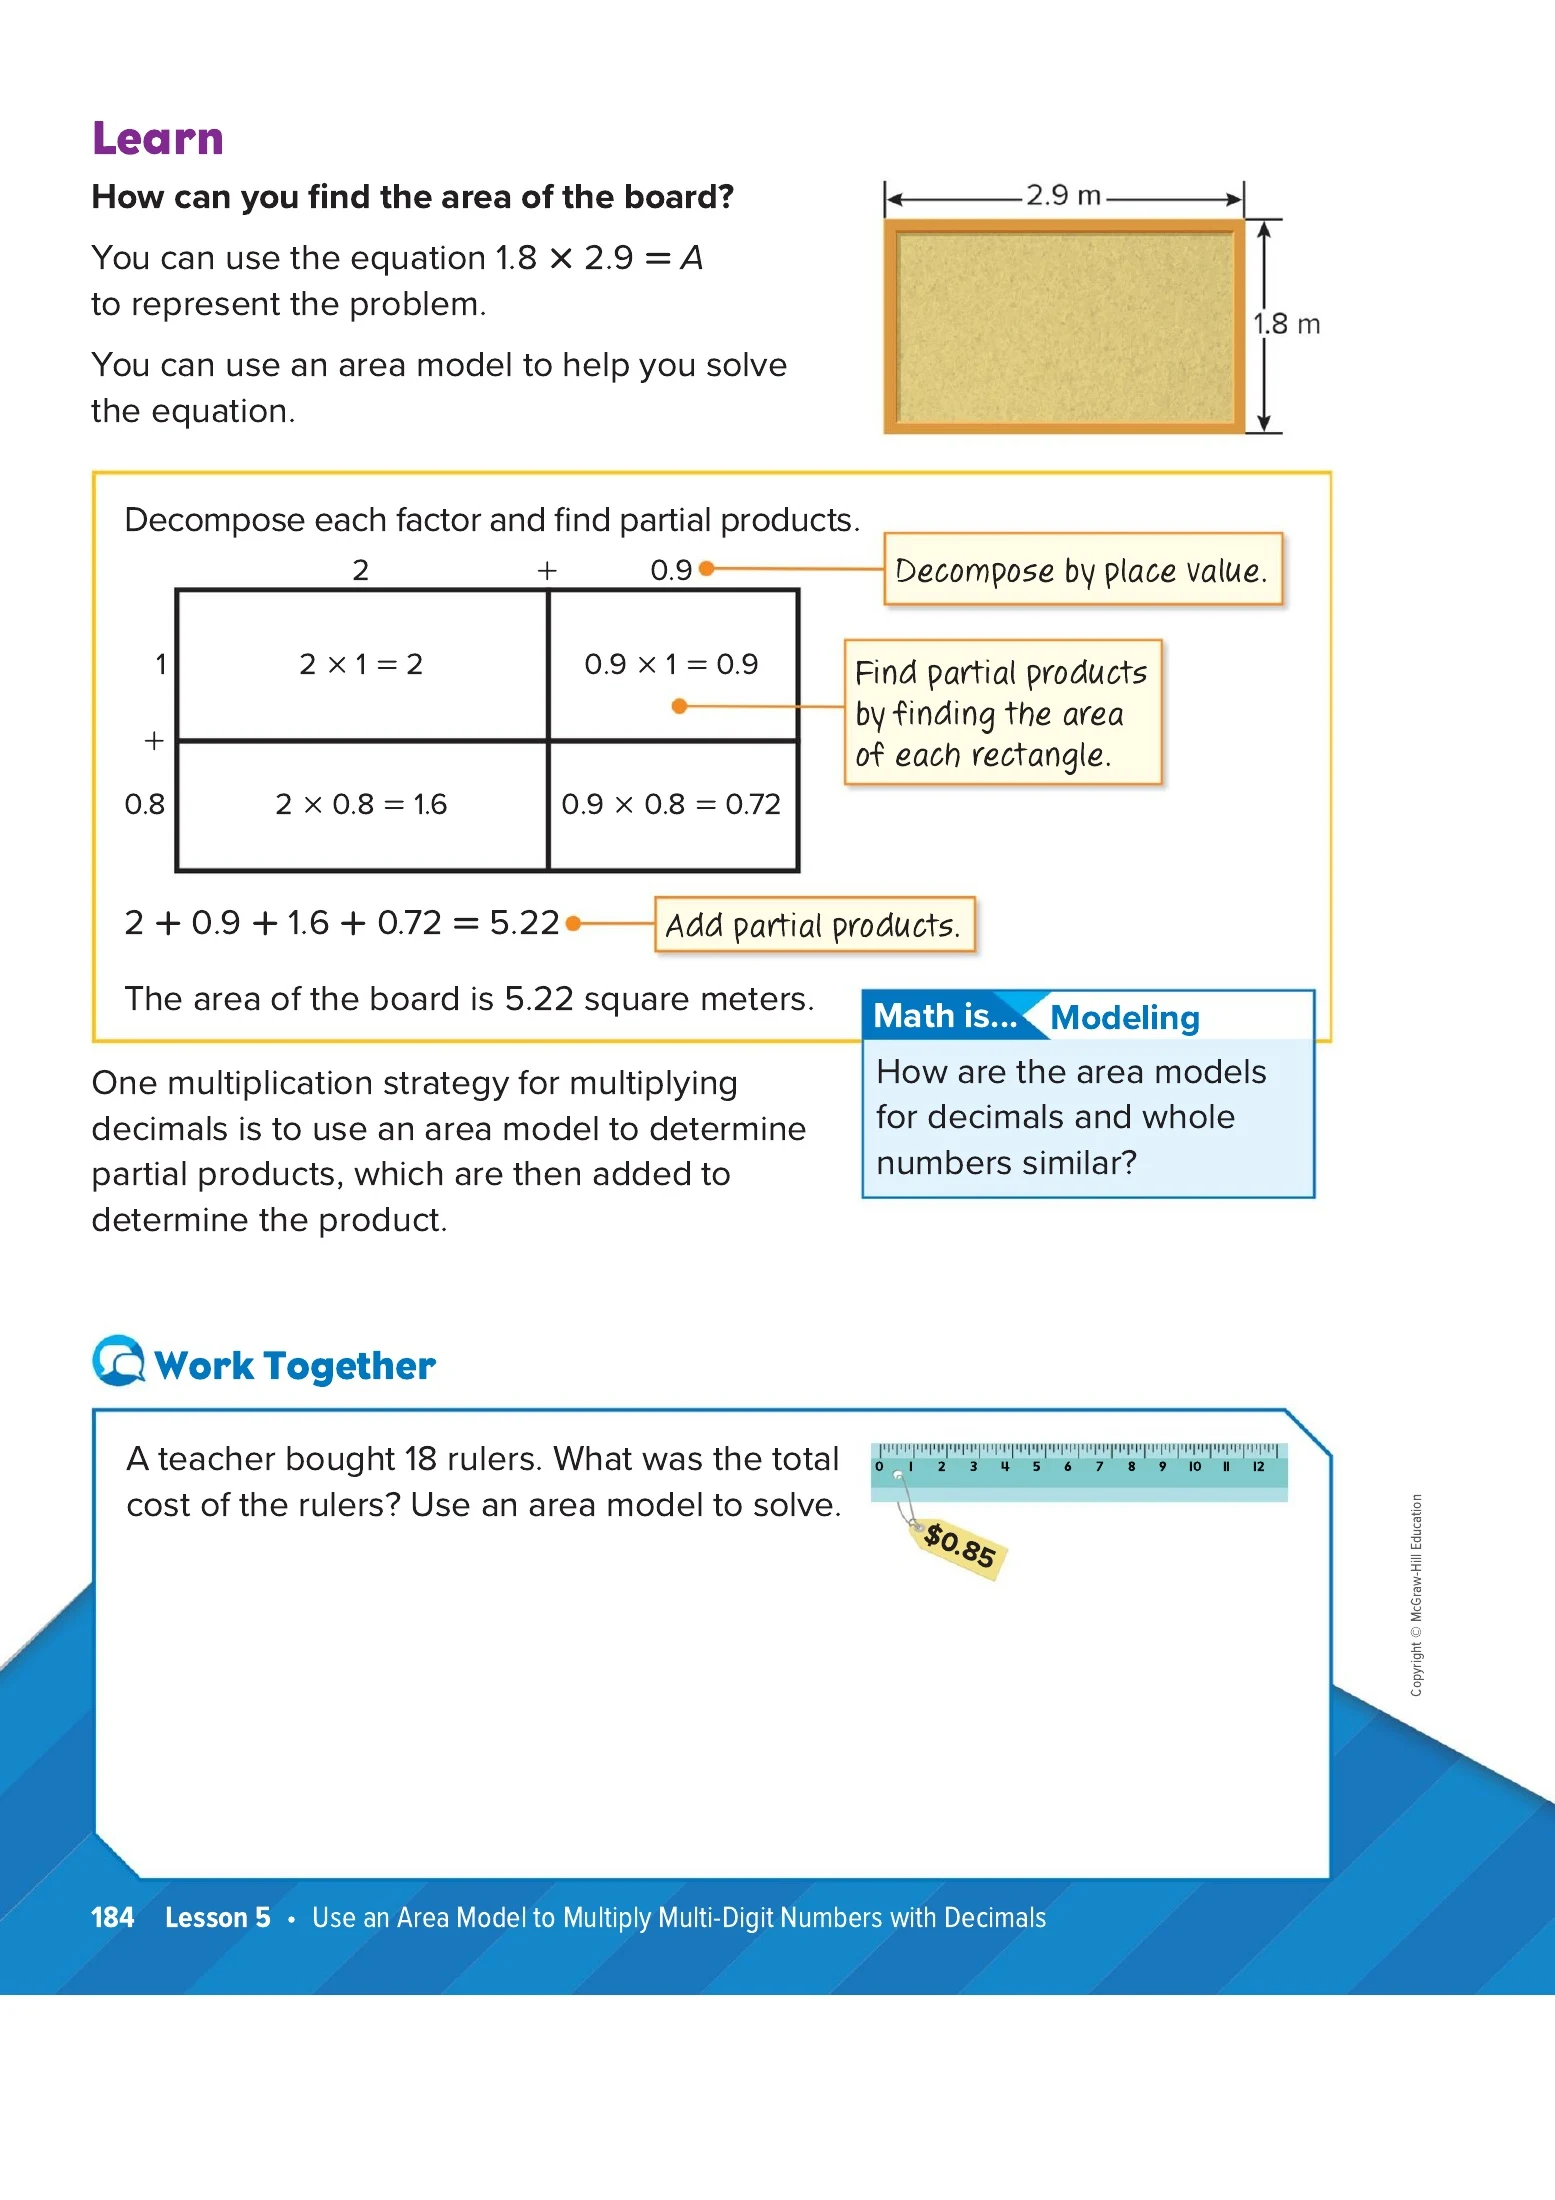 Learn
How can you find the area of the board?
You can use the equation 1.8 × 2.9 = A
to represent the problem.
You can use an area model to help you solve
the equation.
2.9 m
1.8 m
Decompose each factor and find partial products.
2 + 0.9
Decompose by place value.
1
2 × 1 = 2
0.9 × 1 = 0.9
Find partial products
by finding the area
of each rectangle.
+
0.8
2 × 0.8 = 1.6
0.9 × 0.8 = 0.72
2 + 0.9 + 1.6 + 0.72 = 5.22
Add partial products.
The area of the board is 5.22 square meters.
Math is... Modeling
How are the area models
for decimals and whole
numbers similar?
One multiplication strategy for multiplying
decimals is to use an area model to determine
partial products, which are then added to
determine the product.
Work Together
A teacher bought 18 rulers. What was the total
cost of the rulers? Use an area model to solve.
0 1 2 3 4 5 6 7 8 9 10 11 12
$0.85
Copyright © McGraw-Hill Education
184 Lesson 5 • Use an Area Model to Multiply Multi-Digit Numbers with Decimals